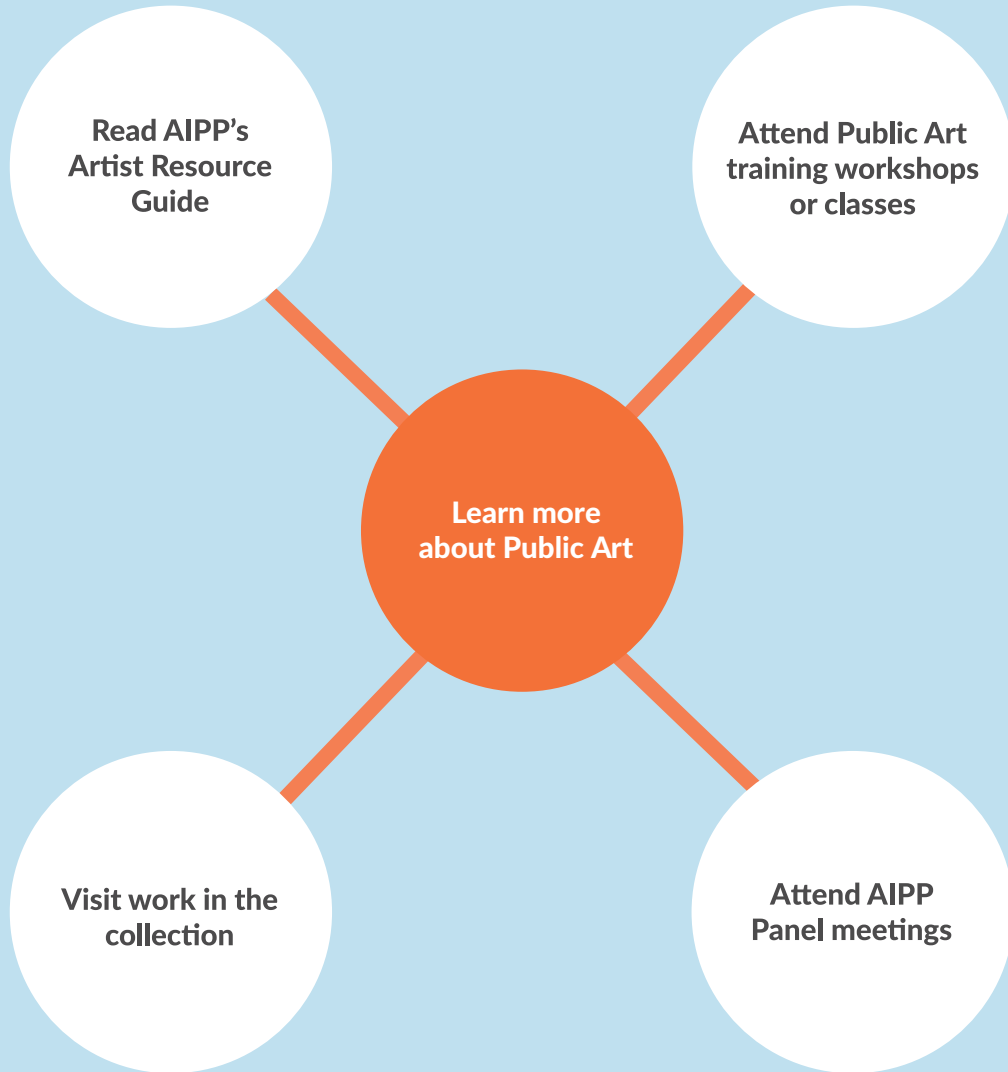 Read AIPP's
Artist Resource
Guide
Attend Public Art
training workshops
or classes
Learn more
about Public Art
Visit work in the
collection
Attend AIPP
Panel meetings